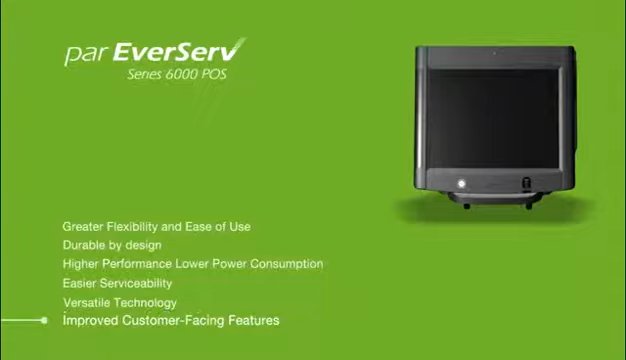 par EverServ
Series 6000 POS
Greater Flexibility and Ease of Use
Durable by design
Higher Performance Lower Power Consumption
Easier Serviceability
Versatile Technology
Improved Customer-Facing Features